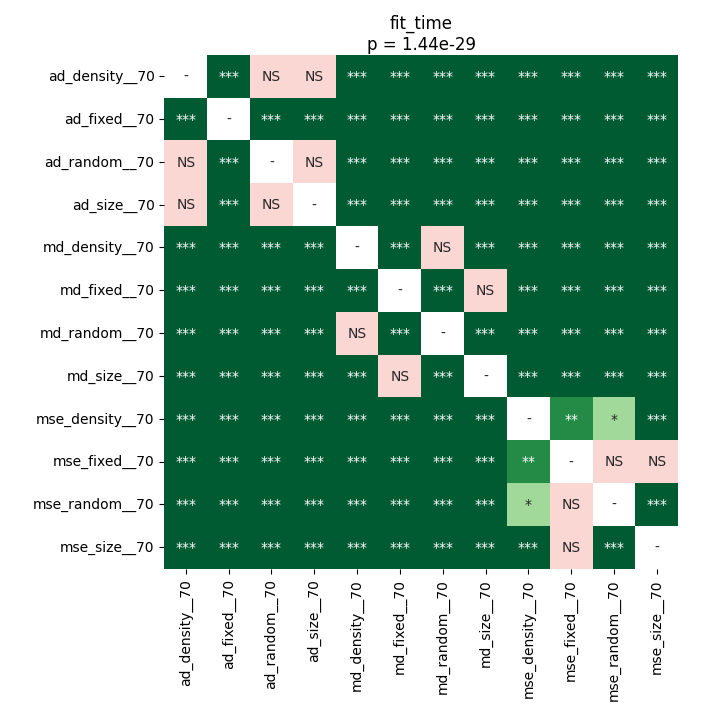 fit_time
p = 1.44e-29
ad_density__70 - *** NS NS *** *** *** *** *** *** *** ***
ad_fixed__70 *** - *** *** *** *** *** *** *** *** *** ***
ad_random__70 NS *** - NS *** *** *** *** *** *** *** ***
ad_size__70 NS *** NS - *** *** *** *** *** *** *** ***
md_density__70 *** *** *** *** - *** NS *** *** *** *** ***
md_fixed__70 *** *** *** *** *** - *** NS *** *** *** ***
md_random__70 *** *** *** *** NS *** - *** *** *** *** ***
md_size__70 *** *** *** *** *** NS *** - *** *** *** ***
mse_density__70 *** *** *** *** *** *** *** *** - ** * ***
mse_fixed__70 *** *** *** *** *** *** *** *** ** - NS NS
mse_random__70 *** *** *** *** *** *** *** *** * NS - ***
mse_size__70 *** *** *** *** *** *** *** *** *** NS *** -
ad_density__70
ad_fixed__70
ad_random__70
ad_size__70
md_density__70
md_fixed__70
md_random__70
md_size__70
mse_density__70
mse_fixed__70
mse_random__70
mse_size__70